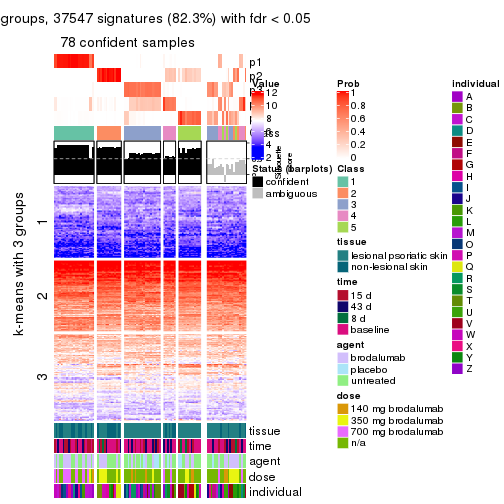 groups, 37547 signatures (82.3%) with fdr < 0.05
78 confident samples
p1
p2
Value
12
10
8
6
4
2
0
Silhouette
score
Status (barplots)
confident
ambiguous
k-means with 3 groups
1
2
3
tissue
time
agent
dose
individual
Prob
1
0.8
0.6
0.4
0.2
0
Class
1
2
3
4
5
tissue
lesional psoriatic skin
non-lesional skin
time
15 d
43 d
8 d
baseline
agent
brodalumab
placebo
untreated
dose
140 mg brodalumab
350 mg brodalumab
700 mg brodalumab
n/a
individual
A
B
C
D
E
F
G
H
I
J
K
L
M
O
P
Q
R
S
T
U
V
W
X
Y
Z